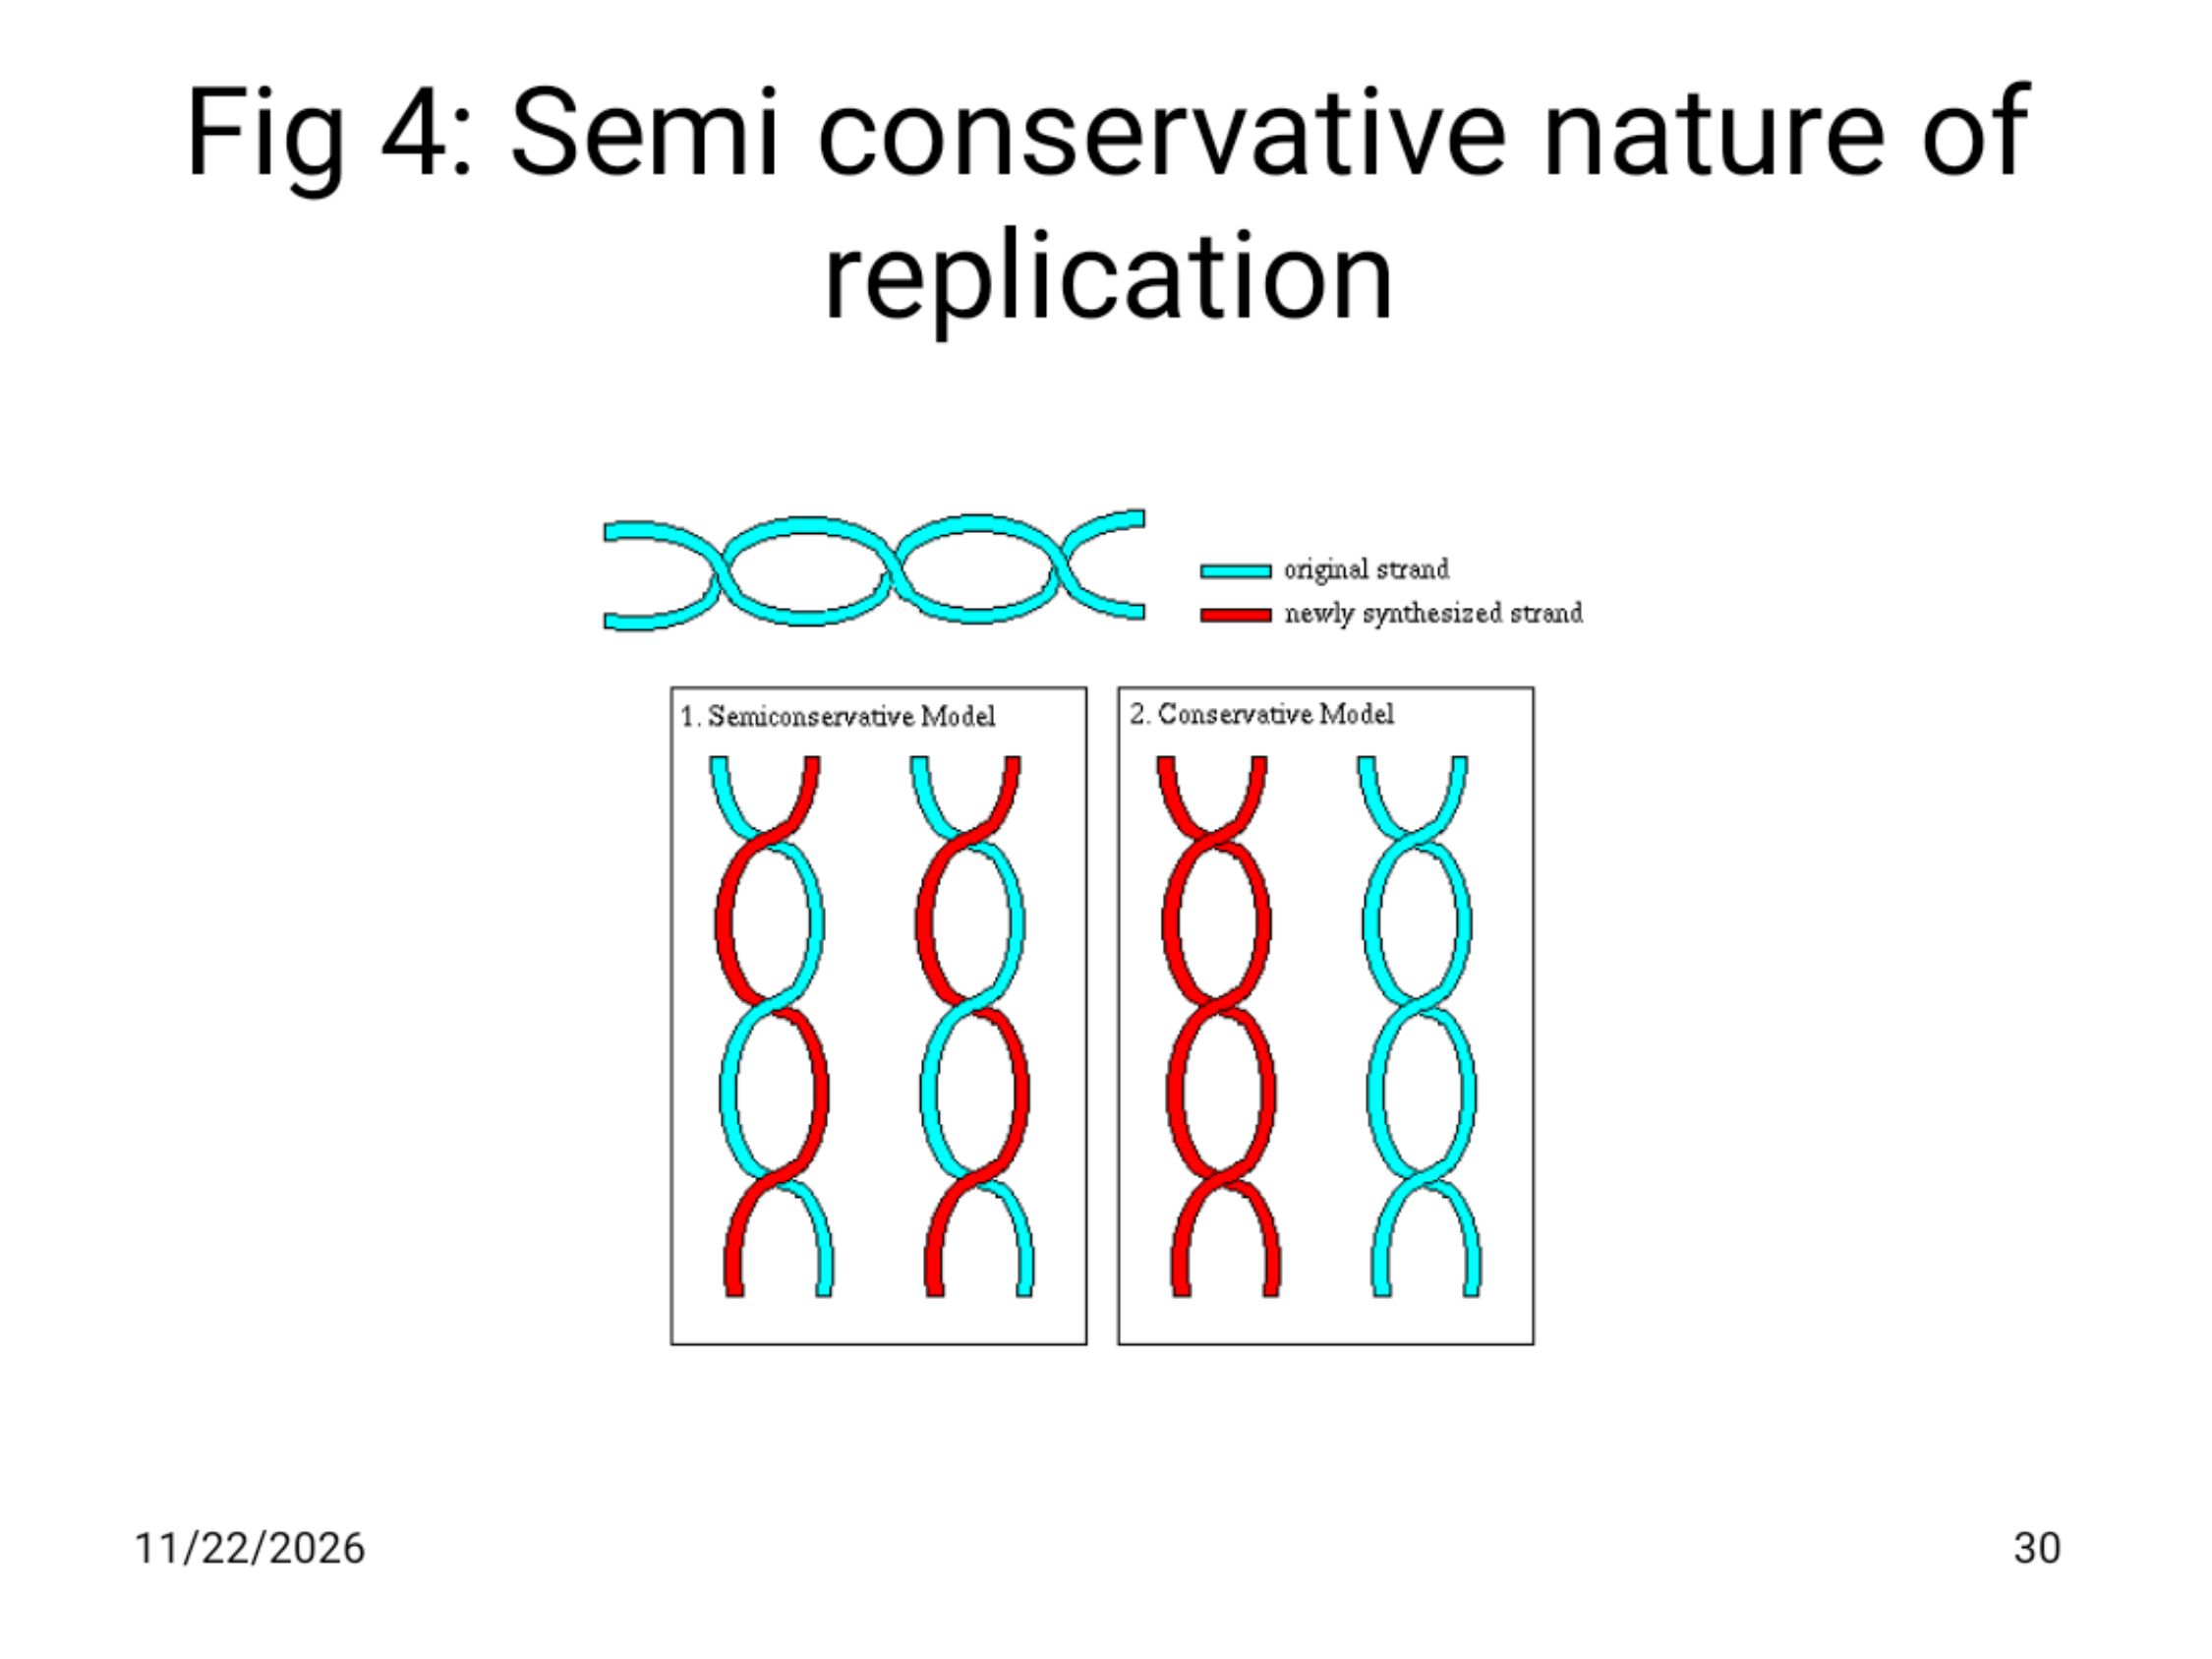 Fig 4: Semi conservative nature of
replication
original strand
newly synthesized strand
1. Semiconservative Model
2. Conservative Model
11/22/2026
30